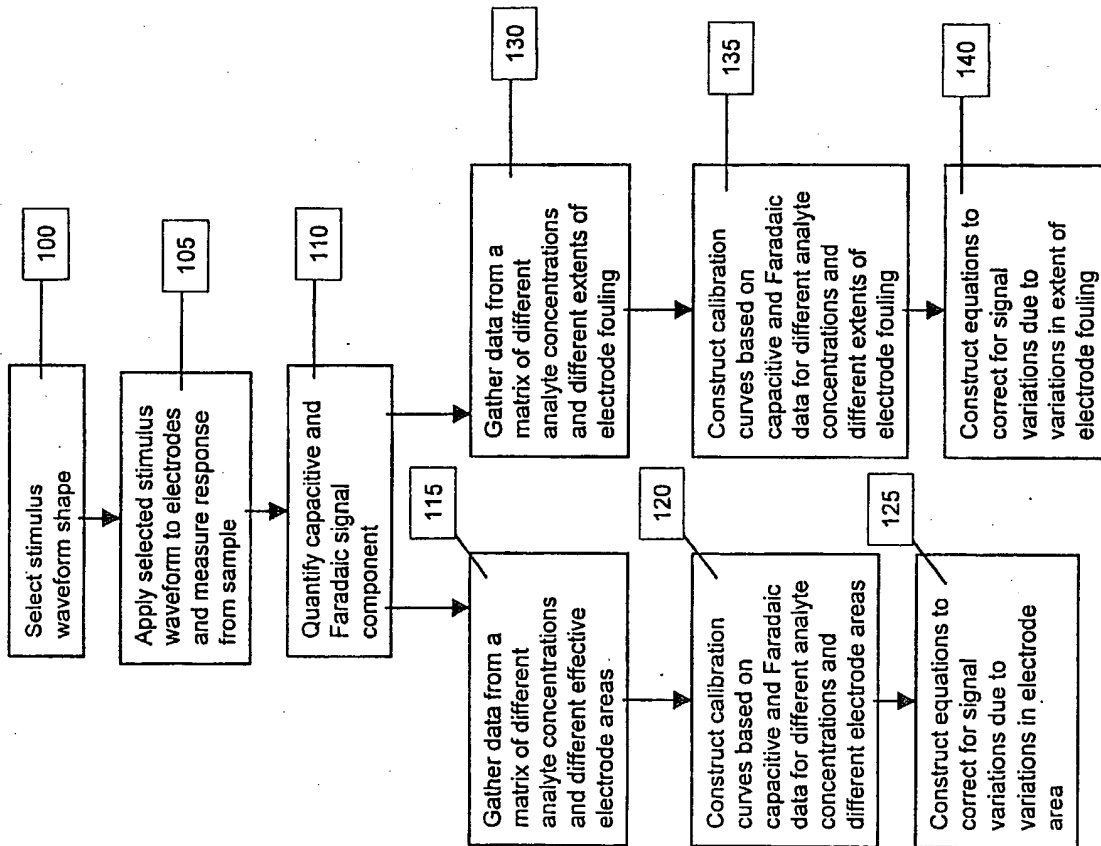 100
Select stimulus
waveform shape
105
Apply selected stimulus
waveform to electrodes
and measure response
from sample
110
Quantify capacitive and
Faradaic signal
component
115
Gather data from a
matrix of different
analyte concentrations
and different effective
electrode areas
120
Construct calibration
curves based on
capacitive and Faradaic
data for different analyte
concentrations and
different electrode areas
125
Construct equations to
correct for signal
variations due to
variations in electrode
area
130
Gather data from a
matrix of different
analyte concentrations
and different extents of
electrode fouling
135
Construct calibration
curves based on
capacitive and Faradaic
data for different analyte
concentrations and
different extents of
electrode fouling
140
Construct equations to
correct for signal
variations due to
variations in extent of
electrode fouling